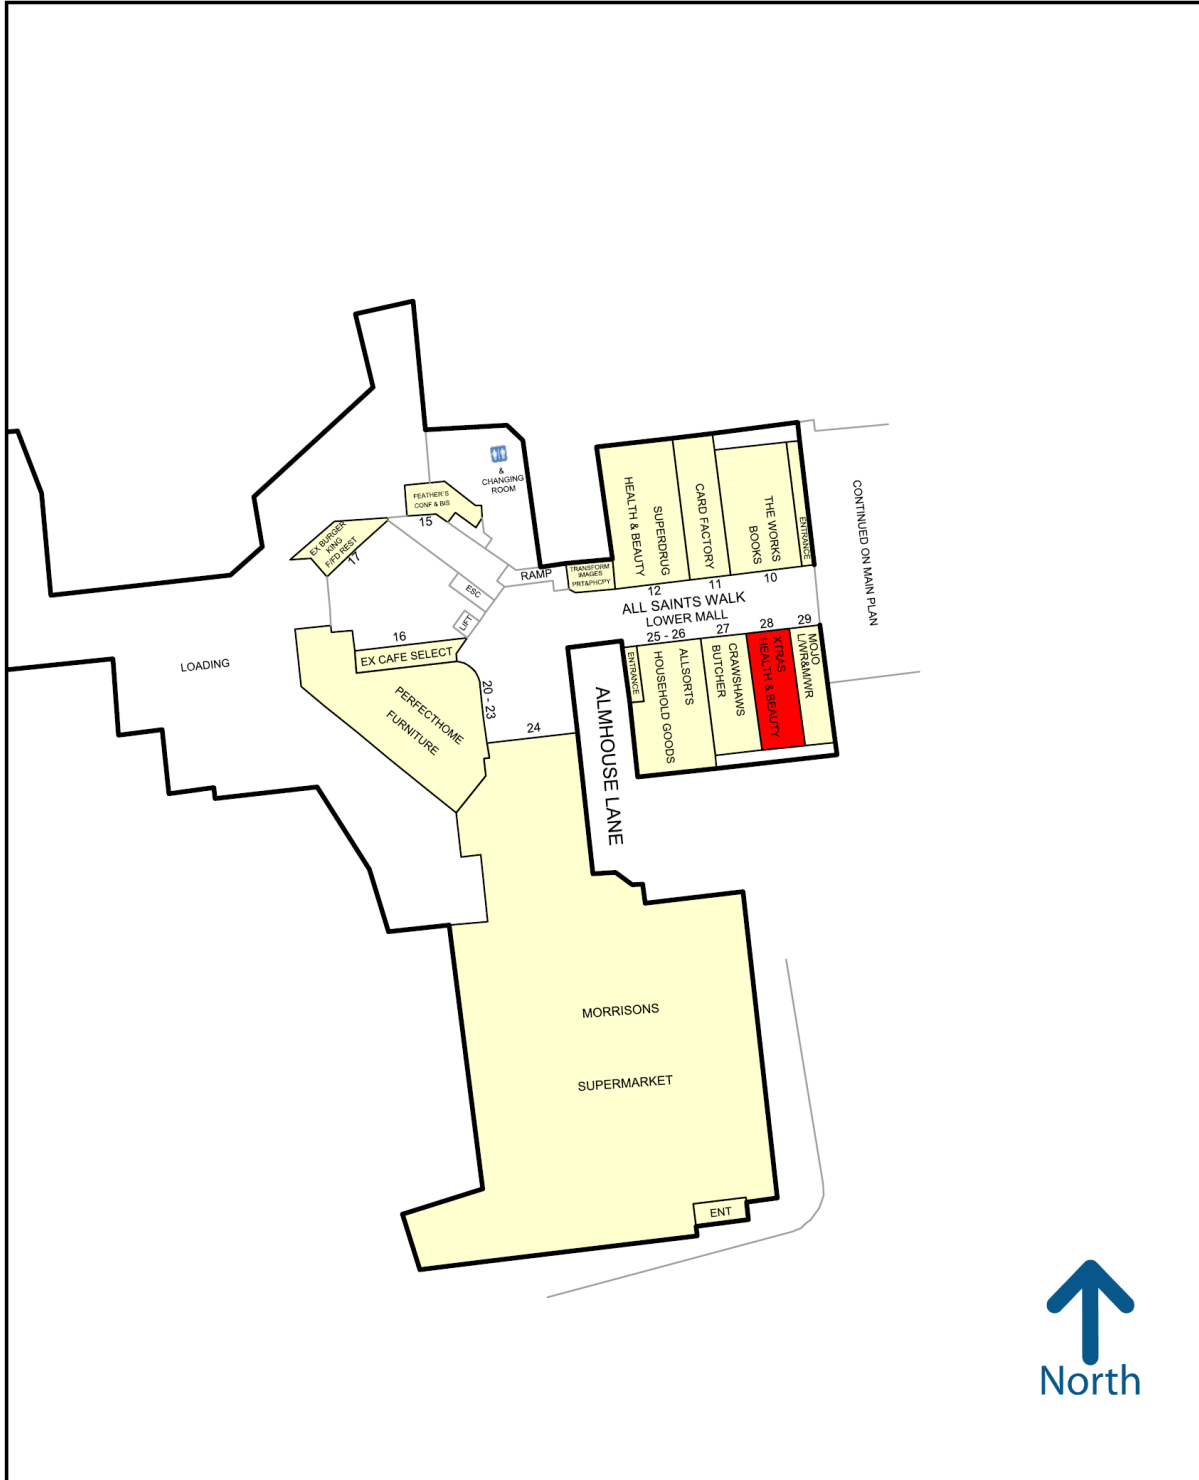 &
CHANGING
ROOM
FEATHER'S
CONF & BIS
15
EX BURGER
KING
F/FD REST
17
ESC
LIFT
RAMP
TRANSFORM
IMAGES
PRT&PHCPY
SUPERDRUG
HEALTH & BEAUTY
12
CARD FACTORY
11
THE WORKS
BOOKS
10
ENTRANCE
CONTINUED ON MAIN PLAN
ALL SAINTS WALK
LOWER MALL
25 - 26
27
28
29
ENTRANCE
ALLSORTS
HOUSEHOLD GOODS
CRAWSHAWS
BUTCHER
XTRAS
HEALTH & BEAUTY
MOJO
L/WR&M/WR
LOADING
16
EX CAFE SELECT
PERFECTHOME
FURNITURE
20 - 23
24
ALMHOUSE LANE
MORRISONS
SUPERMARKET
ENT
North